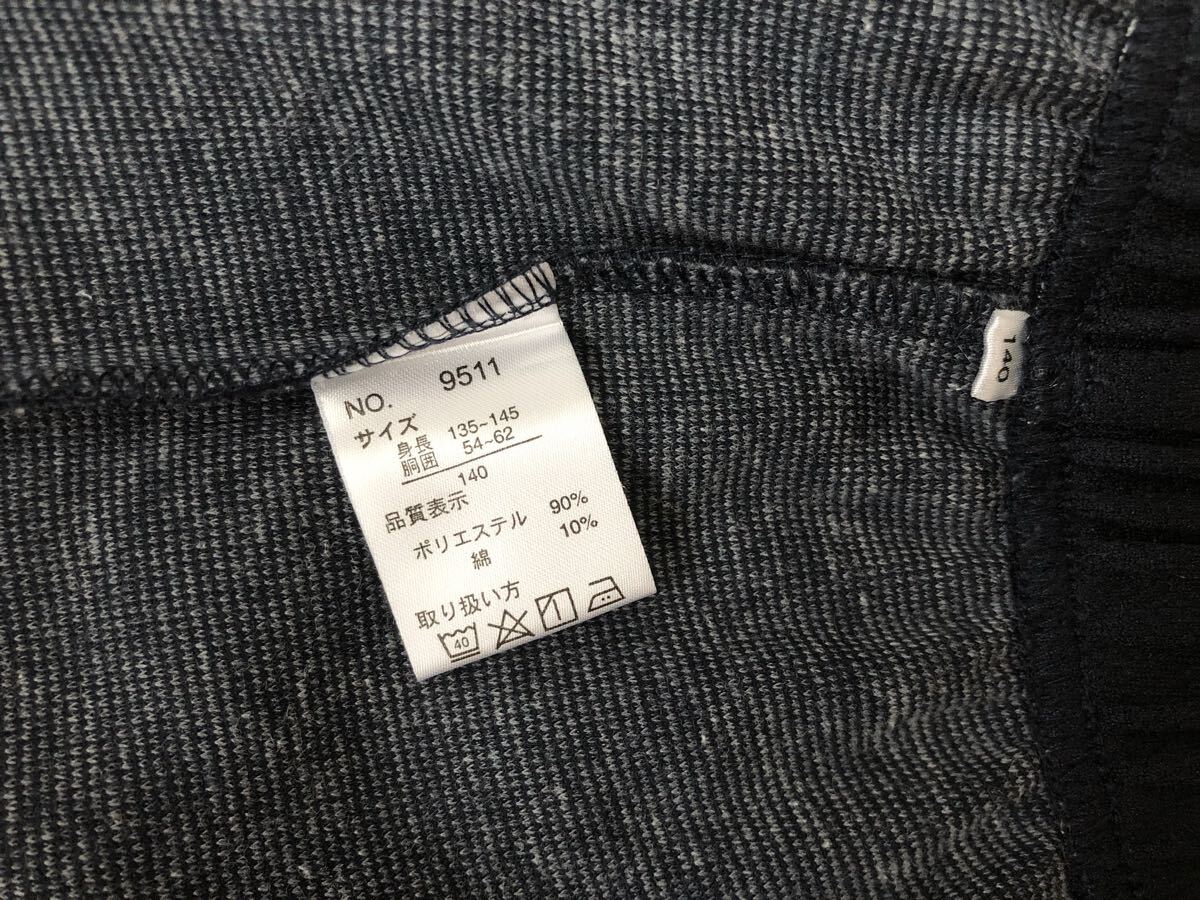 NO. 9511
サイズ
身長 135~145
胴囲 54~62
140
品質表示
ポリエステル 90%
綿 10%
取り扱い方
40
140